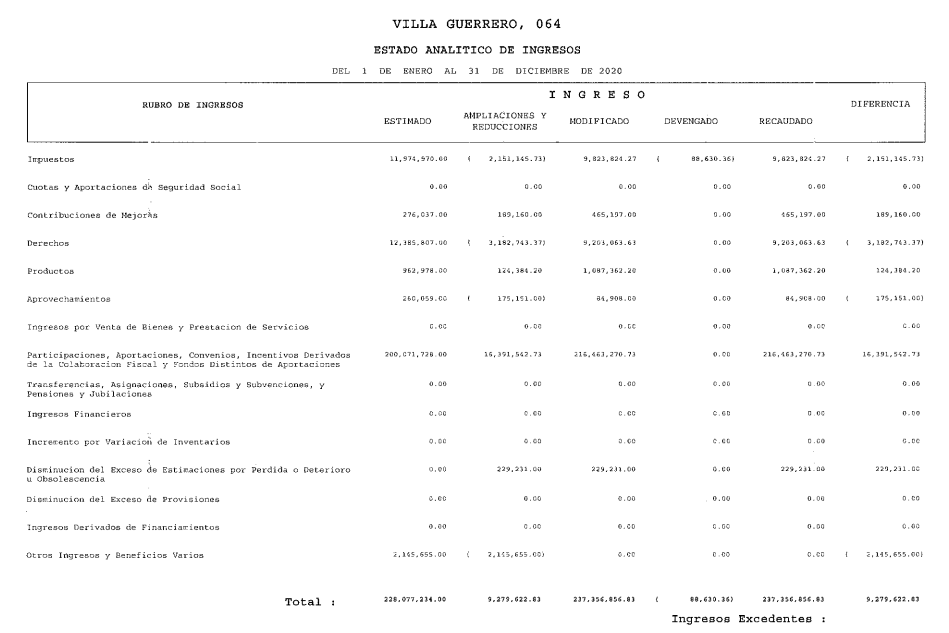 VILLA GUERRERO, 064
ESTADO ANALITICO DE INGRESOS
DEL 1 DE ENERO AL 31 DE DICIEMBRE DE 2020
RUBRO DE INGRESOS
I N G R E S O
DIFERENCIA
ESTIMADO AMPLIACIONES Y REDUCCIONES MODIFICADO DEVENGADO RECAUDADO
Impuestos 11,974,970.00 ( 2,151,145.73) 9,823,824.27 ( 88,630.36) 9,823,824.27 ( 2,151,145.73)
Cuotas y Aportaciones de Seguridad Social 0.00 0.00 0.00 0.00 0.00 0.00
Contribuciones de Mejoras 276,037.00 189,160.00 465,197.00 0.00 465,197.00 189,160.00
Derechos 12,385,807.00 ( 3,182,743.37) 9,203,063.63 0.00 9,203,063.63 ( 3,182,743.37)
Productos 962,978.00 124,384.20 1,087,362.20 0.00 1,087,362.20 124,384.20
Aprovechamientos 260,059.00 ( 175,151.00) 84,908.00 0.00 84,908.00 ( 175,151.00)
Ingresos por Venta de Bienes y Prestacion de Servicios 0.00 0.00 0.00 0.00 0.00 0.00
Participaciones, Aportaciones, Convenios, Incentivos Derivados 200,071,728.00 16,391,542.73 216,463,270.73 0.00 216,463,270.73 16,391,542.73
de la Colaboracion Fiscal y Fondos Distintos de Aportaciones
Transferencias, Asignaciones, Subsidios y Subvenciones, y 0.00 0.00 0.00 0.00 0.00 0.00
Pensiones y Jubilaciones
Ingresos Financieros 0.00 0.00 0.00 0.00 0.00 0.00
Incremento por Variacion de Inventarios 0.00 0.00 0.00 0.00 0.00 0.00
Disminucion del Exceso de Estimaciones por Perdida o Deterioro 0.00 229,231.00 229,231.00 0.00 229,231.00 229,231.00
u Obsolescencia
Disminucion del Exceso de Provisiones 0.00 0.00 0.00 0.00 0.00 0.00
Ingresos Derivados de Financiamientos 0.00 0.00 0.00 0.00 0.00 0.00
Otros Ingresos y Beneficios Varios 2,145,655.00 ( 2,145,655.00) 0.00 0.00 0.00 ( 2,145,655.00)
Total : 228,077,234.00 9,279,622.83 237,356,856.83 ( 88,630.36) 237,356,856.83 9,279,622.83
Ingresos Excedentes :